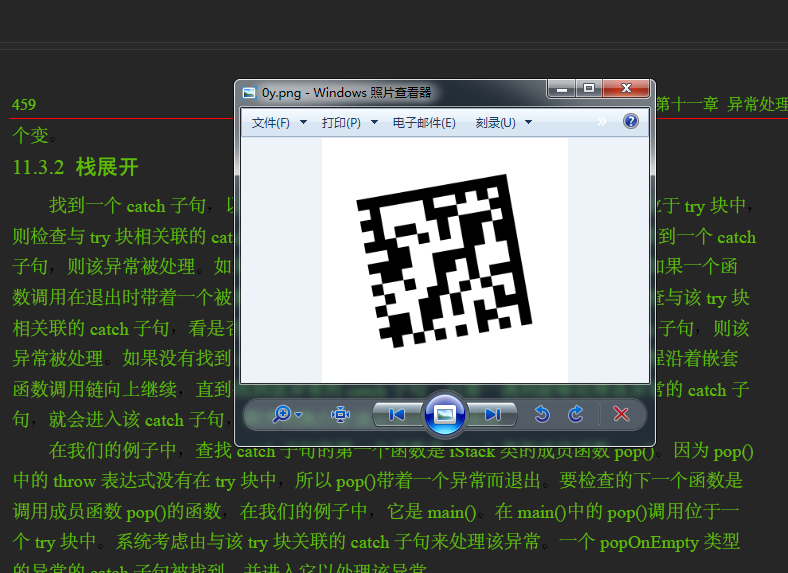 459
第十一章 异常处理
个变。
11.3.2 栈展开
0y.png - Windows 照片查看器
文件(F) 打印(P) 电子邮件(E) 刻录(U)
找到一个 catch 子句，以 立于 try 块中，
则检查与 try 块相关联的 cat 到一个 catch
子句，则该异常被处理。如 如果一个函
数调用在退出时带着一个被 查与该 try 块
相关联的 catch 子句，看是否 子句，则该
异常被处理。如果没有找到 程沿着嵌套
函数调用链向上继续，直到 常的 catch 子
句，就会进入该 catch 子句，
在我们的例子中，查找 catch 子句的第一个函数是 iStack 类的成员函数 pop()。因为 pop()
中的 throw 表达式没有在 try 块中，所以 pop()带着一个异常而退出。要检查的下一个函数是
调用成员函数 pop()的函数，在我们的例子中，它是 main()。在 main()中的 pop()调用位于一
个 try 块中。系统考虑由与该 try 块关联的 catch 子句来处理该异常。一个 popOnEmpty 类型
的异常的 catch 子句被找到，并进入它以处理该异常